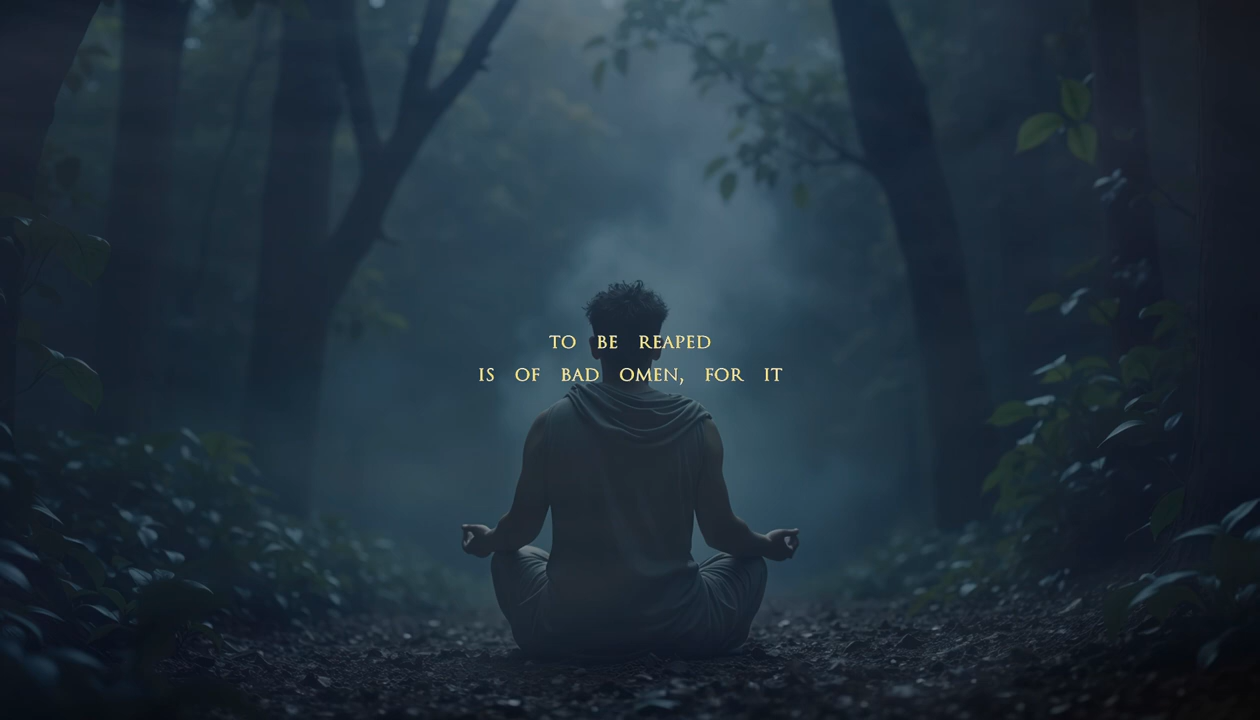 TO BE REAPED
IS OF BAD OMEN, FOR IT